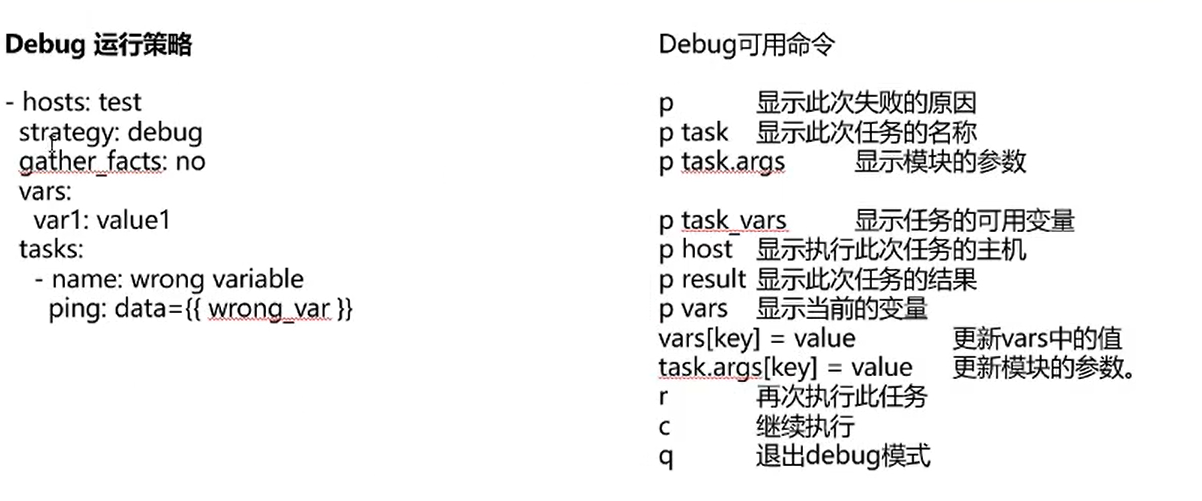 Debug 运行策略
- hosts: test
strategy: debug
gather_facts: no
vars:
var1: value1
tasks:
- name: wrong variable
ping: data={{ wrong_var }}
Debug可用命令
p 显示此次失败的原因
p task 显示此次任务的名称
p task.args 显示模块的参数
p task_vars 显示任务的可用变量
p host 显示执行此次任务的主机
p result 显示此次任务的结果
p vars 显示当前的变量
vars[key] = value 更新vars中的值
task.args[key] = value 更新模块的参数。
r 再次执行此任务
c 继续执行
q 退出debug模式